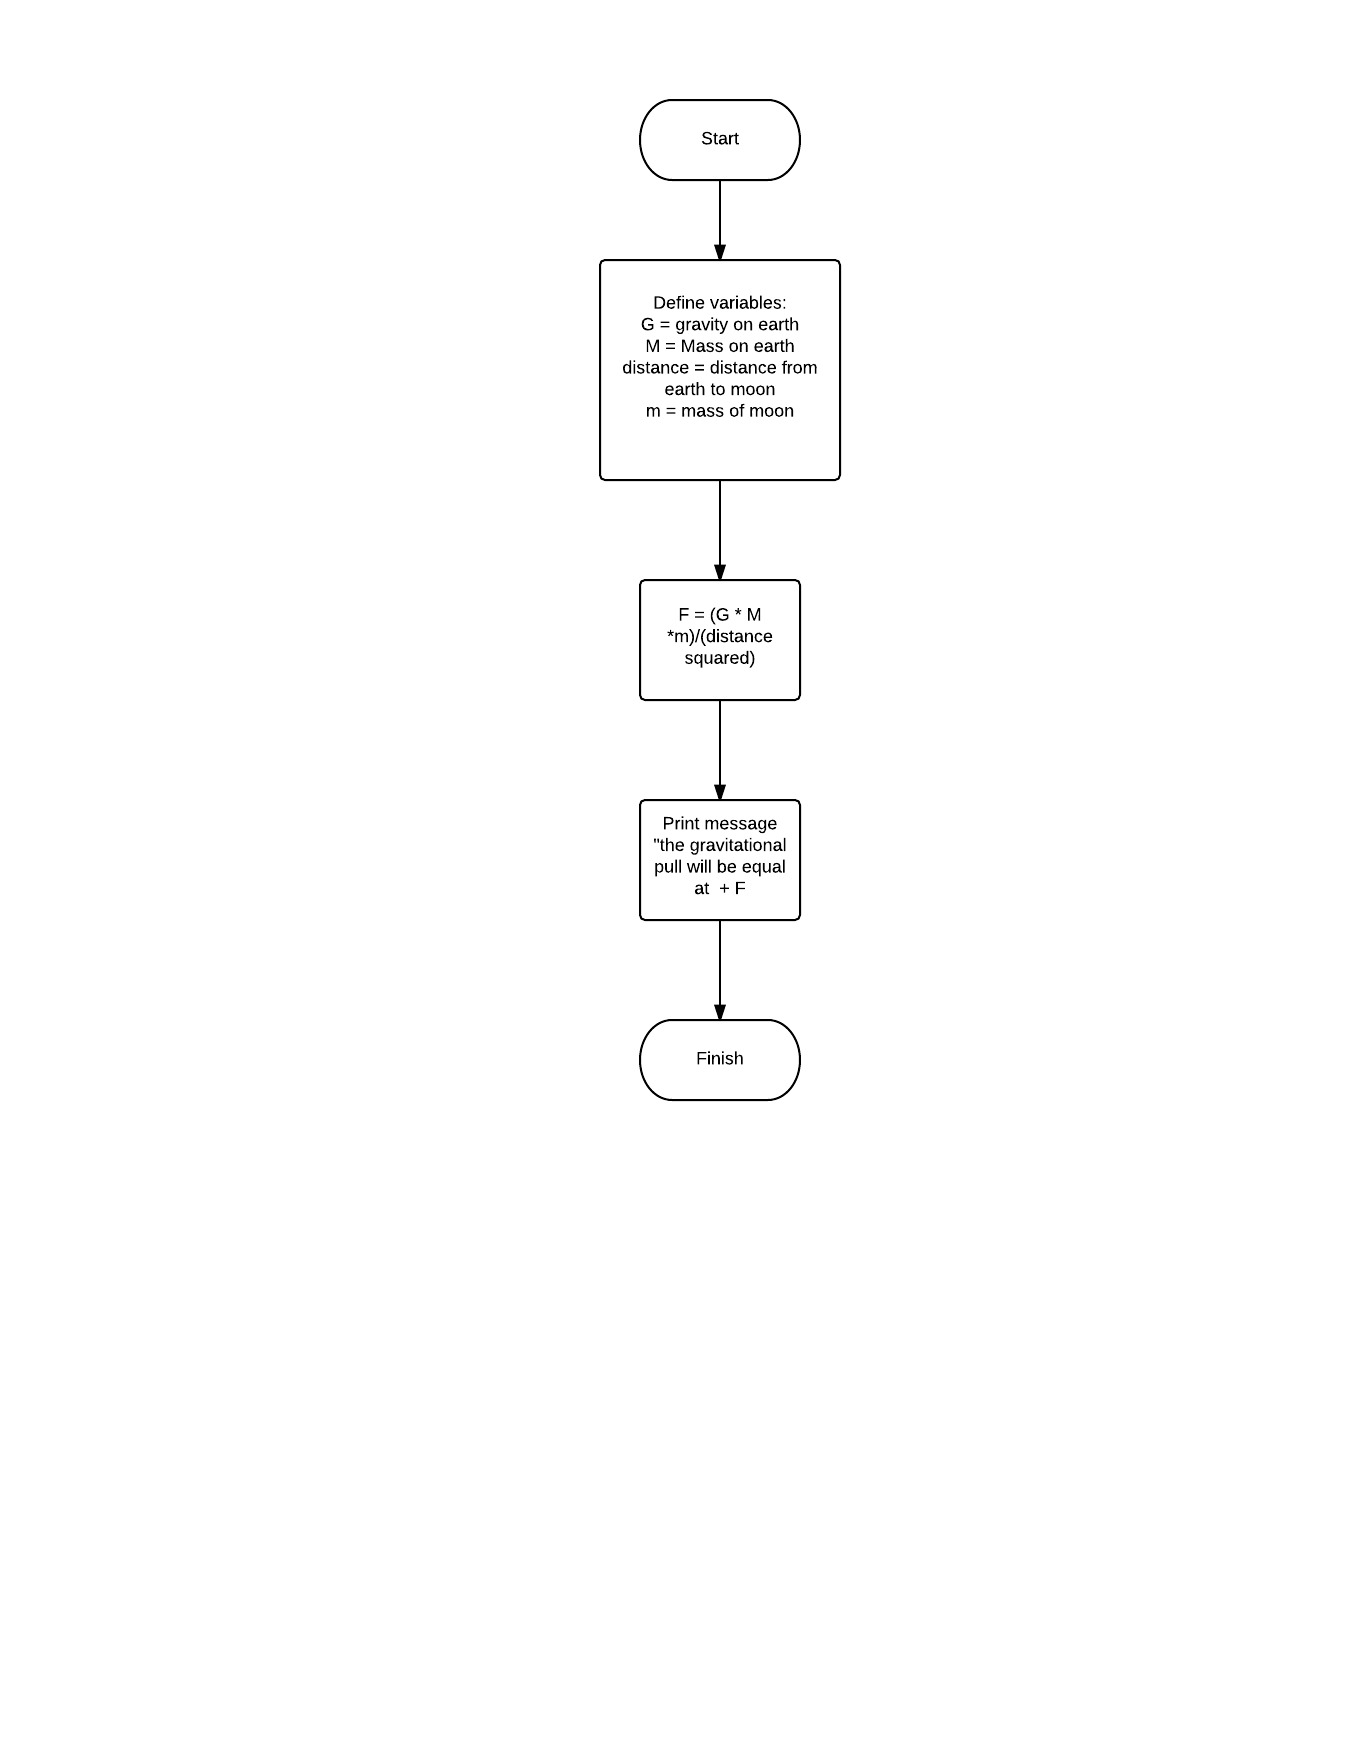 Start
Define variables:
G = gravity on earth
M = Mass on earth
distance = distance from
earth to moon
m = mass of moon
F = (G * M
*m)/(distance
squared)
Print message
"the gravitational
pull will be equal
at  + F
Finish